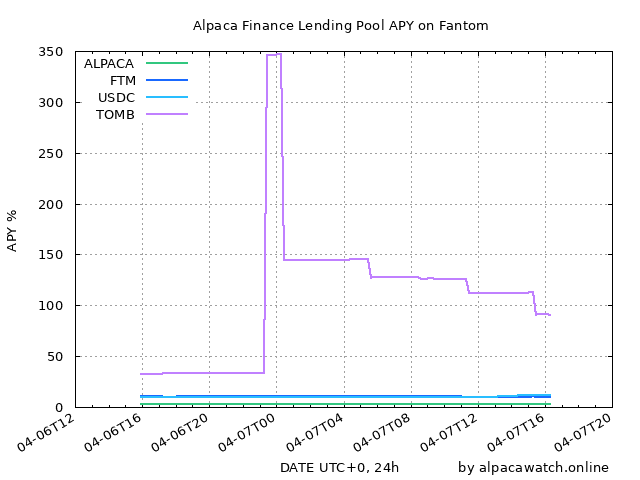 Alpaca Finance Lending Pool APY on Fantom
350
300
250
200
150
100
50
0
APY %
ALPACA
FTM
USDC
TOMB
04-06T12
04-06T16
04-06T20
04-07T00
04-07T04
04-07T08
04-07T12
04-07T16
04-07T20
DATE UTC+0, 24h
by alpacawatch.online